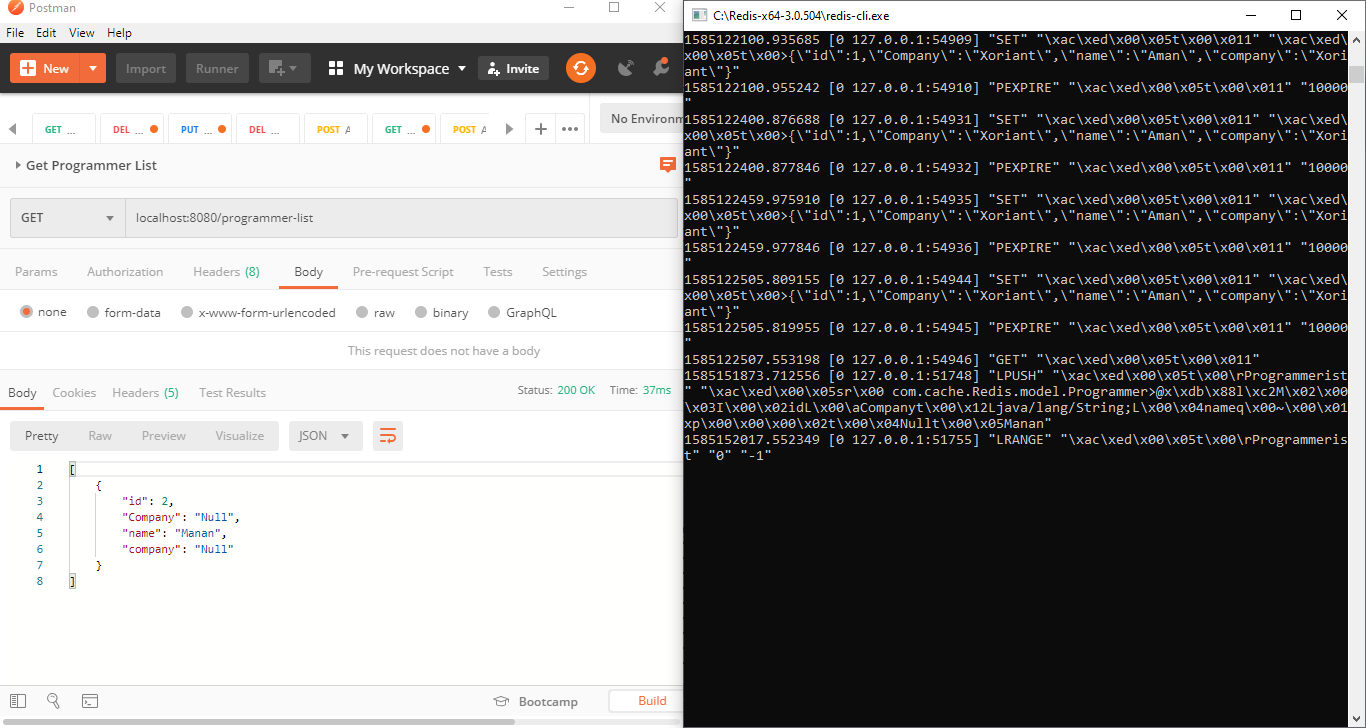 Postman
File Edit View Help
New Import Runner My Workspace Invite
GET ... DEL ... PUT ... DEL ... POST A GET ... POST A No Environm
Get Programmer List
GET localhost:8080/programmer-list
Params Authorization Headers (8) Body Pre-request Script Tests Settings
none form-data x-www-form-urlencoded raw binary GraphQL
This request does not have a body
Body Cookies Headers (5) Test Results Status: 200 OK Time: 37ms
Pretty Raw Preview Visualize JSON
1 [
2 {
3 "id": 2,
4 "Company": "Null",
5 "name": "Manan",
6 "company": "Null"
7 }
8 ]
Bootcamp Build
C:\Redis-x64-3.0.504\redis-cli.exe
1585122100.935685 [0 127.0.0.1:54909] "SET" "\xac\xed\x00\x05t\x00\x011" "\xac\xed\
x00\x05t\x00>{\"id\":1,\"Company\":\"Xoriant\",\"name\":\"Aman\",\"company\":\"Xori
ant\"}"
1585122100.955242 [0 127.0.0.1:54910] "PEXPIRE" "\xac\xed\x00\x05t\x00\x011" "10000
"
1585122400.876688 [0 127.0.0.1:54931] "SET" "\xac\xed\x00\x05t\x00\x011" "\xac\xed\
x00\x05t\x00>{\"id\":1,\"Company\":\"Xoriant\",\"name\":\"Aman\",\"company\":\"Xori
ant\"}"
1585122400.877846 [0 127.0.0.1:54932] "PEXPIRE" "\xac\xed\x00\x05t\x00\x011" "10000
"
1585122459.975910 [0 127.0.0.1:54935] "SET" "\xac\xed\x00\x05t\x00\x011" "\xac\xed\
x00\x05t\x00>{\"id\":1,\"Company\":\"Xoriant\",\"name\":\"Aman\",\"company\":\"Xori
ant\"}"
1585122459.977846 [0 127.0.0.1:54936] "PEXPIRE" "\xac\xed\x00\x05t\x00\x011" "10000
"
1585122505.809155 [0 127.0.0.1:54944] "SET" "\xac\xed\x00\x05t\x00\x011" "\xac\xed\
x00\x05t\x00>{\"id\":1,\"Company\":\"Xoriant\",\"name\":\"Aman\",\"company\":\"Xori
ant\"}"
1585122505.819955 [0 127.0.0.1:54945] "PEXPIRE" "\xac\xed\x00\x05t\x00\x011" "10000
"
1585122507.553198 [0 127.0.0.1:54946] "GET" "\xac\xed\x00\x05t\x00\x011"
1585151873.712556 [0 127.0.0.1:51748] "LPUSH" "\xac\xed\x00\x05t\x00\rProgrammerist
" "\xac\xed\x00\x05sr\x00 com.cache.Redis.model.Programmer>@x\xdb\x88l\xc2M\x02\x00
\x03I\x00\x02idL\x00\aCompanyt\x00\x12Ljava/lang/String;L\x00\x04nameq\x00~\x00\x01
xp\x00\x00\x00\x02t\x00\x04Nullt\x00\x05Manan"
1585152017.552349 [0 127.0.0.1:51755] "LRANGE" "\xac\xed\x00\x05t\x00\rProgrammeris
t" "0" "-1"